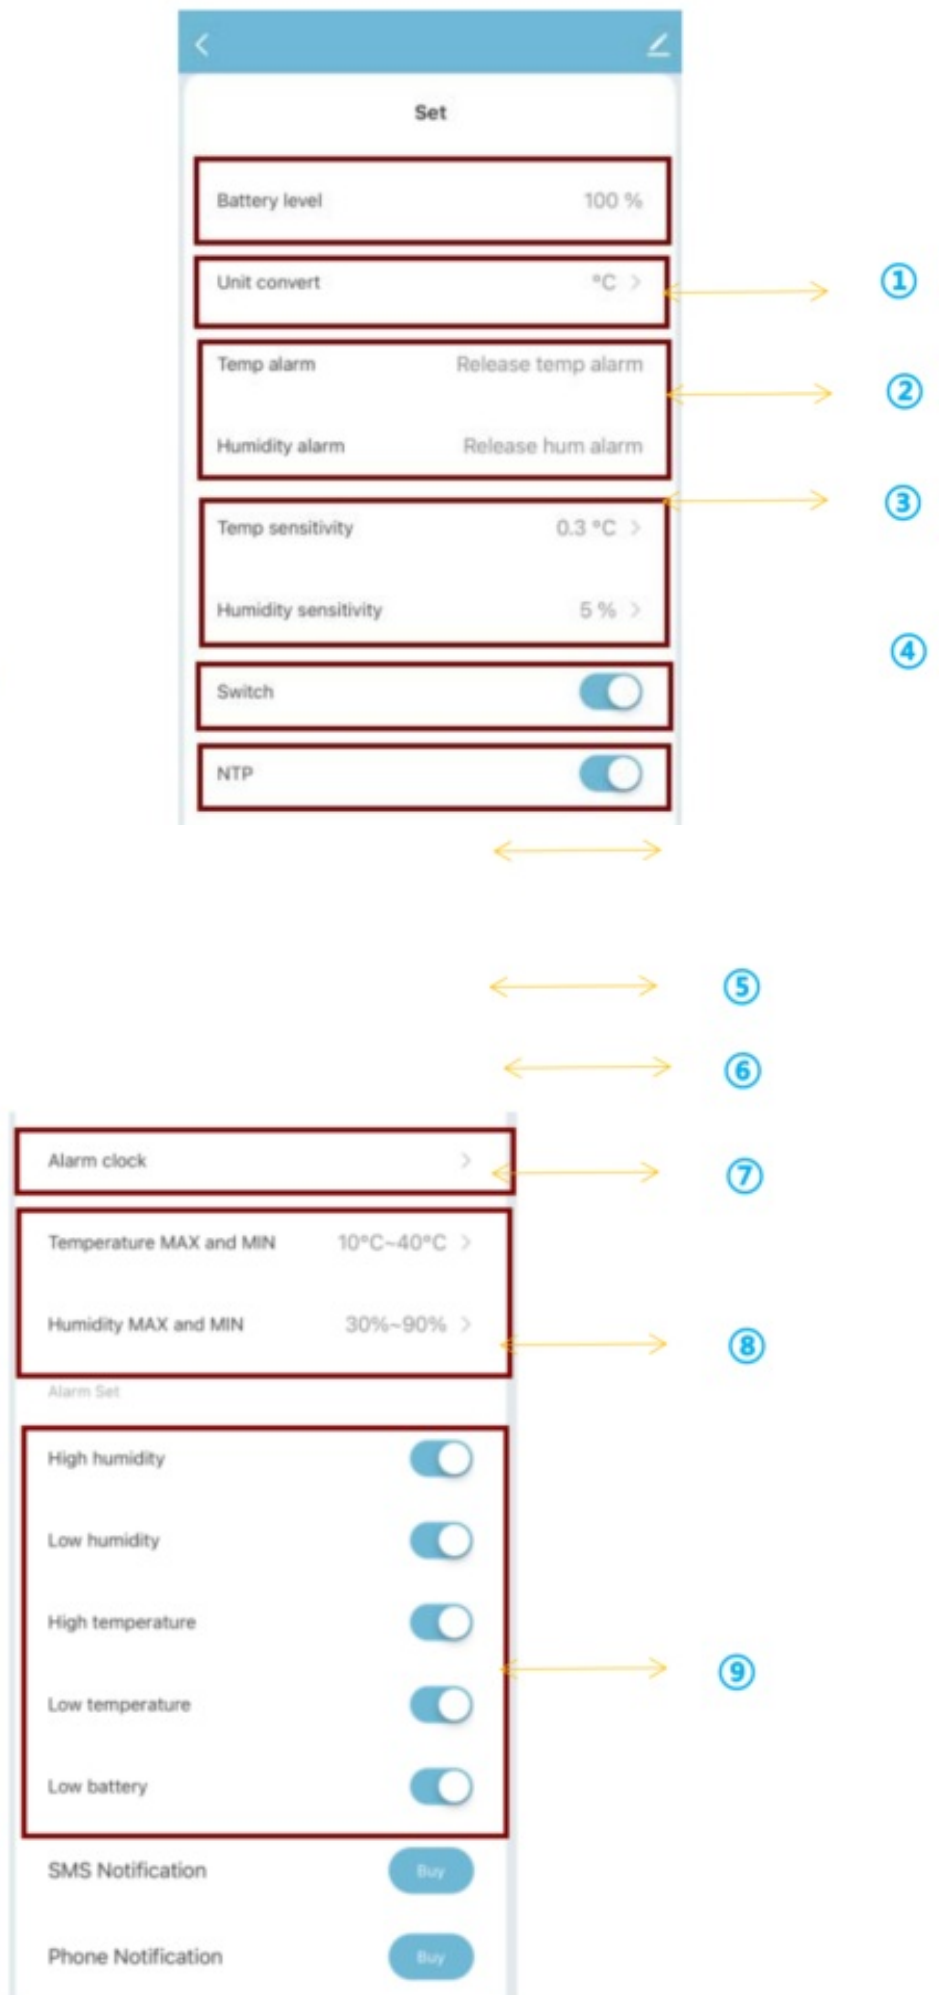 Set
Battery level 100 %
Unit convert °C >
①
Temp alarm Release temp alarm
②
Humidity alarm Release hum alarm
③
Temp sensitivity 0.3 °C >
Humidity sensitivity 5 % >
④
Switch
NTP
⑤
⑥
Alarm clock >
⑦
Temperature MAX and MIN 10°C~40°C >
Humidity MAX and MIN 30%~90% >
⑧
Alarm Set
High humidity
Low humidity
High temperature
⑨
Low temperature
Low battery
SMS Notification Buy
Phone Notification Buy